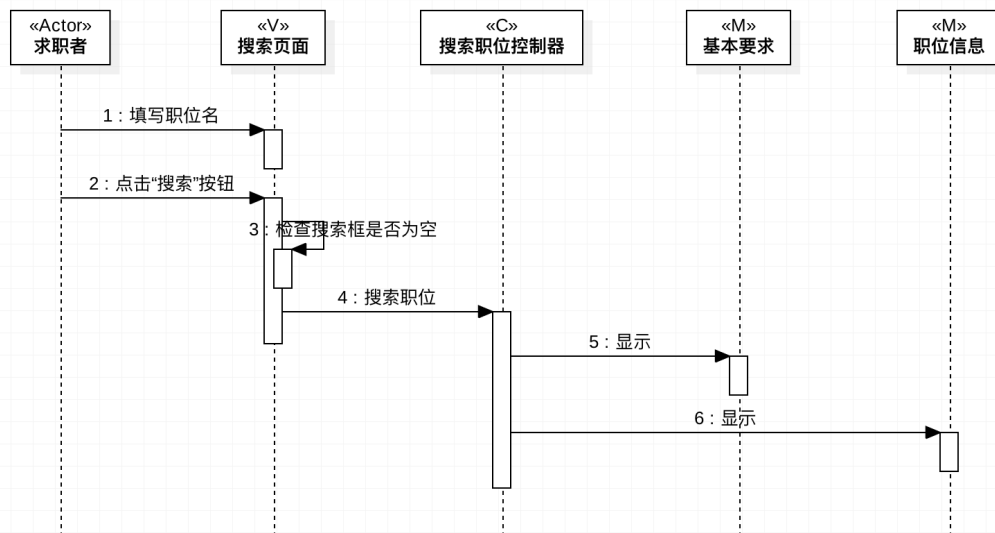 «Actor»
求职者
«V»
搜索页面
«C»
搜索职位控制器
«M»
基本要求
«M»
职位信息
1 : 填写职位名
2 : 点击“搜索”按钮
3 : 检查搜索框是否为空
4 : 搜索职位
5 : 显示
6 : 显示